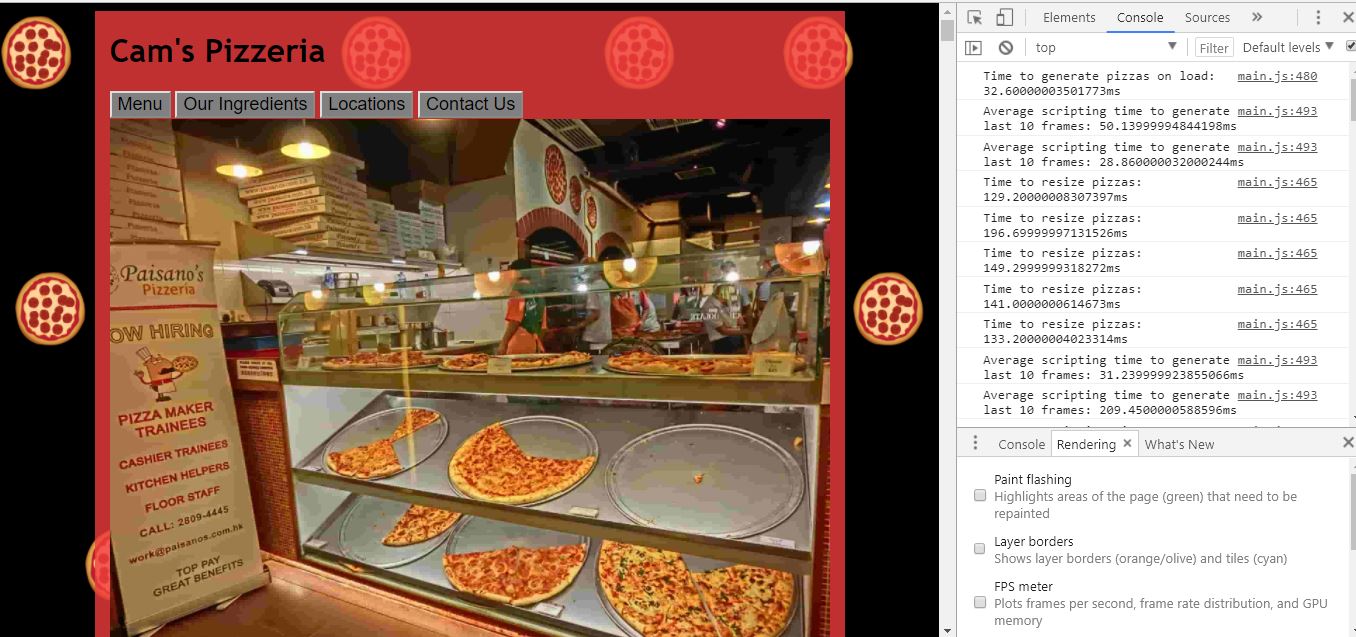 Cam's Pizzeria
Menu
Our Ingredients
Locations
Contact Us
www.paisanos.com.hk
Paisano's
Pizzeria
NOW HIRING
PIZZA MAKER
TRAINEES
CASHIER TRAINEES
KITCHEN HELPERS
FLOOR STAFF
CALL: 2809-4445
work@paisanos.com.hk
TOP PAY
GREAT BENEFITS
Elements
Console
Sources
top
Filter
Default levels
Time to generate pizzas on load: main.js:480
32.60000003501773ms
Average scripting time to generate main.js:493
last 10 frames: 50.13999994844198ms
Average scripting time to generate main.js:493
last 10 frames: 28.860000032000244ms
Time to resize pizzas: main.js:465
129.20000008307397ms
Time to resize pizzas: main.js:465
196.69999997131526ms
Time to resize pizzas: main.js:465
149.2999999318272ms
Time to resize pizzas: main.js:465
141.0000000614673ms
Time to resize pizzas: main.js:465
133.20000004023314ms
Average scripting time to generate main.js:493
last 10 frames: 31.239999923855066ms
Average scripting time to generate main.js:493
last 10 frames: 209.4500000588596ms
Console
Rendering
What's New
Paint flashing
Highlights areas of the page (green) that need to be
repainted
Layer borders
Shows layer borders (orange/olive) and tiles (cyan)
FPS meter
Plots frames per second, frame rate distribution, and GPU
memory